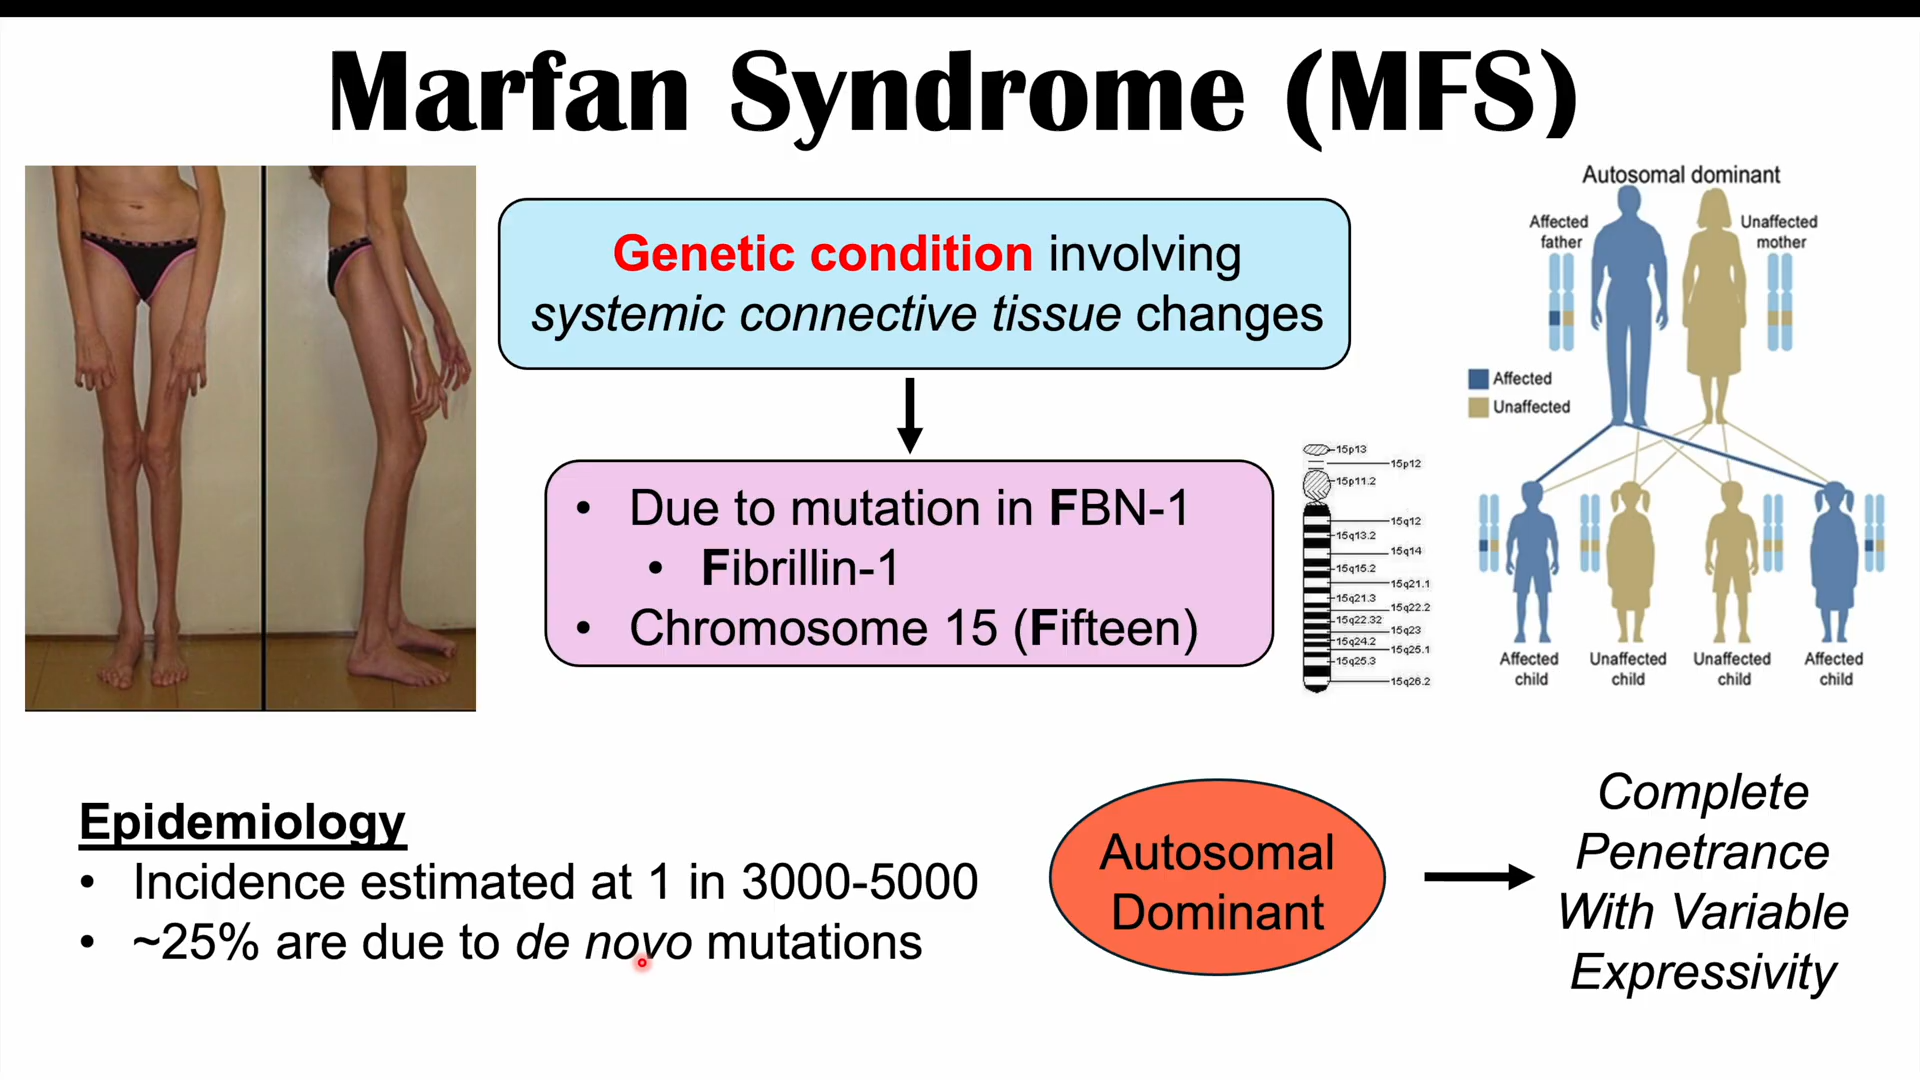 Marfan Syndrome (MFS)
Genetic condition involving
systemic connective tissue changes
• Due to mutation in FBN-1
• Fibrillin-1
• Chromosome 15 (Fifteen)
15p13
15p12
15p11.2
15q12
15q13.2
15q14
15q15.2
15q21.1
15q21.3
15q22.2
15q22.32
15q23
15q24.2
15q25.1
15q25.3
15q26.2
Autosomal dominant
Affected
father
Unaffected
mother
Affected
Unaffected
Affected
child
Unaffected
child
Unaffected
child
Affected
child
Epidemiology
• Incidence estimated at 1 in 3000-5000
• ~25% are due to de novo mutations
Autosomal
Dominant
Complete
Penetrance
With Variable
Expressivity